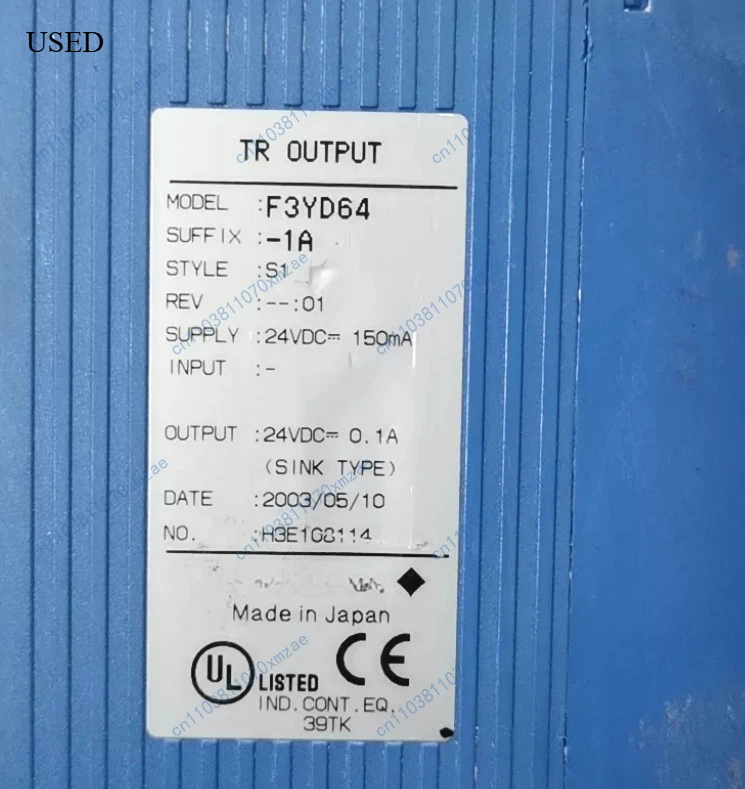 USED
TR OUTPUT
MODEL :F3YD64
SUFFIX :-1A
STYLE :S1
REV :--:01
SUPPLY :24VDC⎓ 150mA
INPUT :-
OUTPUT :24VDC⎓ 0.1A
(SINK TYPE)
DATE :2003/05/10
NO. :
Made in Japan
UL LISTED CE
IND.CONT.EQ.
39TK
cn1103811070xmzae